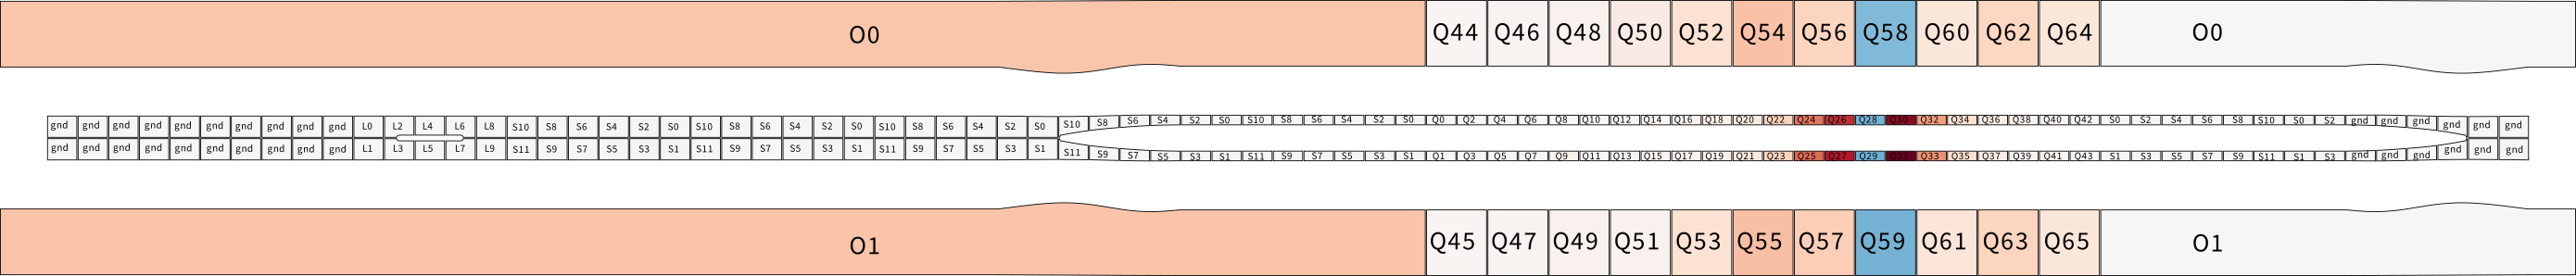 O0 Q44 Q46 Q48 Q50 Q52 Q54 Q56 Q58 Q60 Q62 Q64 O0
gnd gnd gnd gnd gnd gnd gnd gnd gnd gnd L0 L2 L4 L6 L8 S10 S8 S6 S4 S2 S0 S10 S8 S6 S4 S2 S0 S10 S8 S6 S4 S2 S0 S10 S8 S6 S4 S2 S0 S10 S8 S6 S4 S2 S0 Q0 Q2 Q4 Q6 Q8 Q10 Q12 Q14 Q16 Q18 Q20 Q22 Q24 Q26 Q28 Q30 Q32 Q34 Q36 Q38 Q40 Q42 S0 S2 S4 S6 S8 S10 S0 S2 gnd gnd gnd gnd gnd gnd
gnd gnd gnd gnd gnd gnd gnd gnd gnd gnd L1 L3 L5 L7 L9 S11 S9 S7 S5 S3 S1 S11 S9 S7 S5 S3 S1 S11 S9 S7 S5 S3 S1 S11 S9 S7 S5 S3 S1 S11 S9 S7 S5 S3 S1 Q1 Q3 Q5 Q7 Q9 Q11 Q13 Q15 Q17 Q19 Q21 Q23 Q25 Q27 Q29 Q31 Q33 Q35 Q37 Q39 Q41 Q43 S1 S3 S5 S7 S9 S11 S1 S3 gnd gnd gnd gnd gnd gnd
O1 Q45 Q47 Q49 Q51 Q53 Q55 Q57 Q59 Q61 Q63 Q65 O1